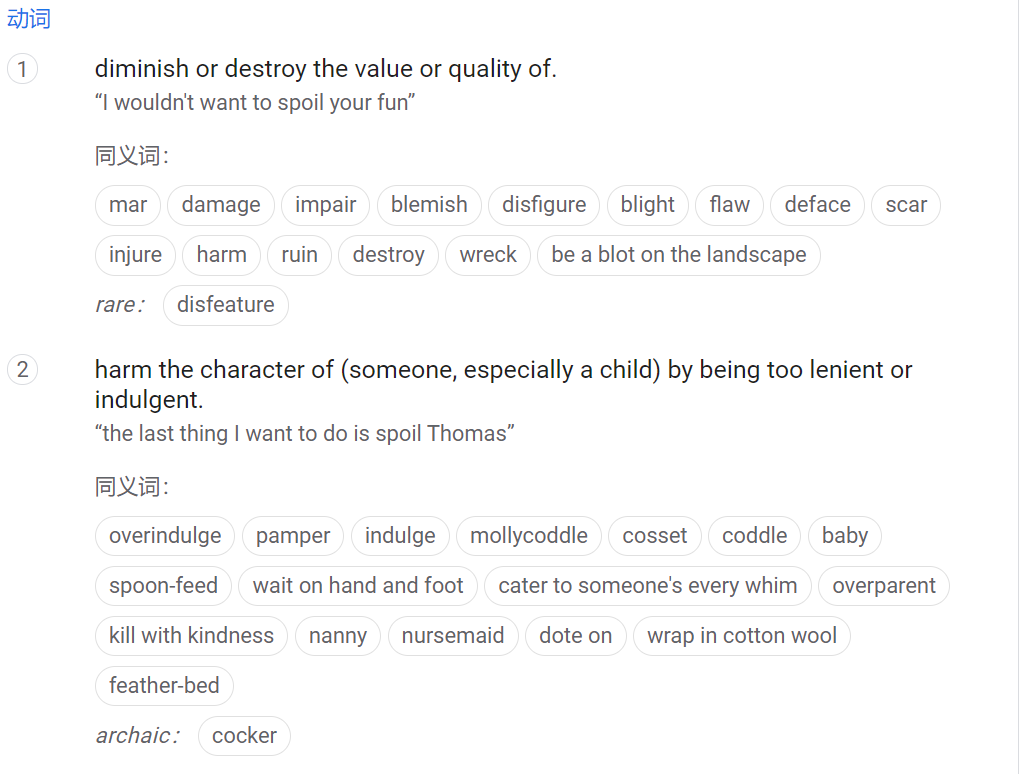 动词
1 diminish or destroy the value or quality of.
“I wouldn't want to spoil your fun”
同义词：
mar damage impair blemish disfigure blight flaw deface scar
injure harm ruin destroy wreck be a blot on the landscape
rare： disfeature
2 harm the character of (someone, especially a child) by being too lenient or
indulgent.
“the last thing I want to do is spoil Thomas”
同义词：
overindulge pamper indulge mollycoddle cosset coddle baby
spoon-feed wait on hand and foot cater to someone's every whim overparent
kill with kindness nanny nursemaid dote on wrap in cotton wool
feather-bed
archaic： cocker